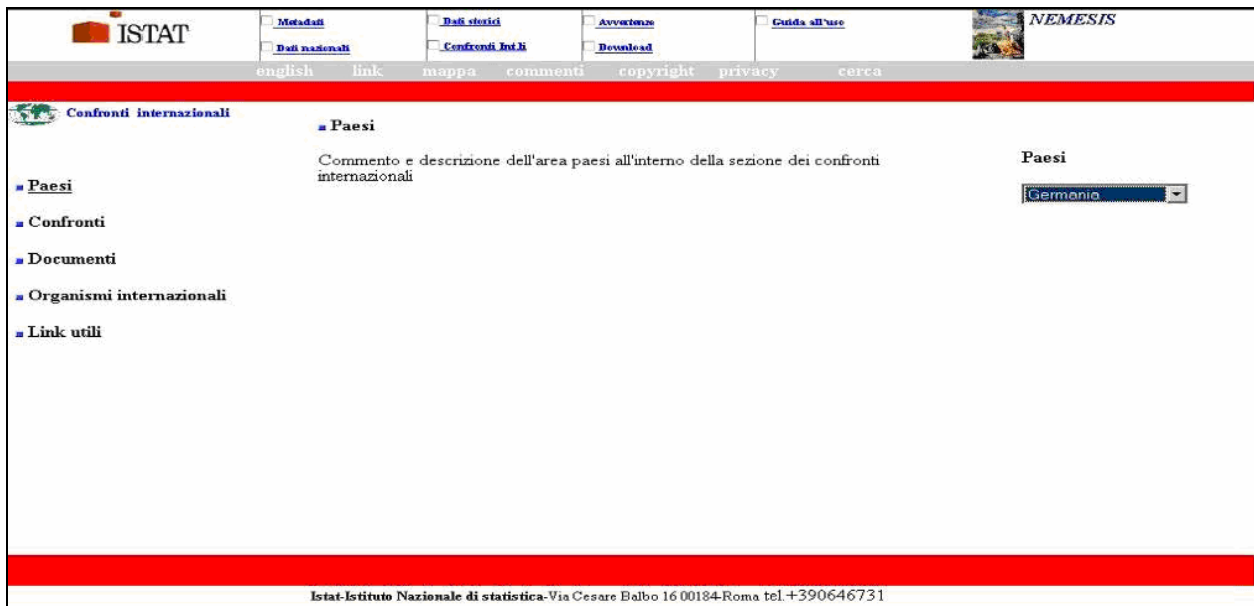 ISTAT
Metadati
Dati storici
Avvertenze
Guida all'uso
NEMESIS
Dati nazionali
Confronti Int.li
Download
english link mappa commenti copyright privacy cerca
Confronti internazionali
Paesi
Commento e descrizione dell'area paesi all'interno della sezione dei confronti
internazionali
Paesi
Germania
Paesi
Confronti
Documenti
Organismi internazionali
Link utili
Istat-Istituto Nazionale di statistica-Via Cesare Balbo 16 00184-Roma tel.+390646731